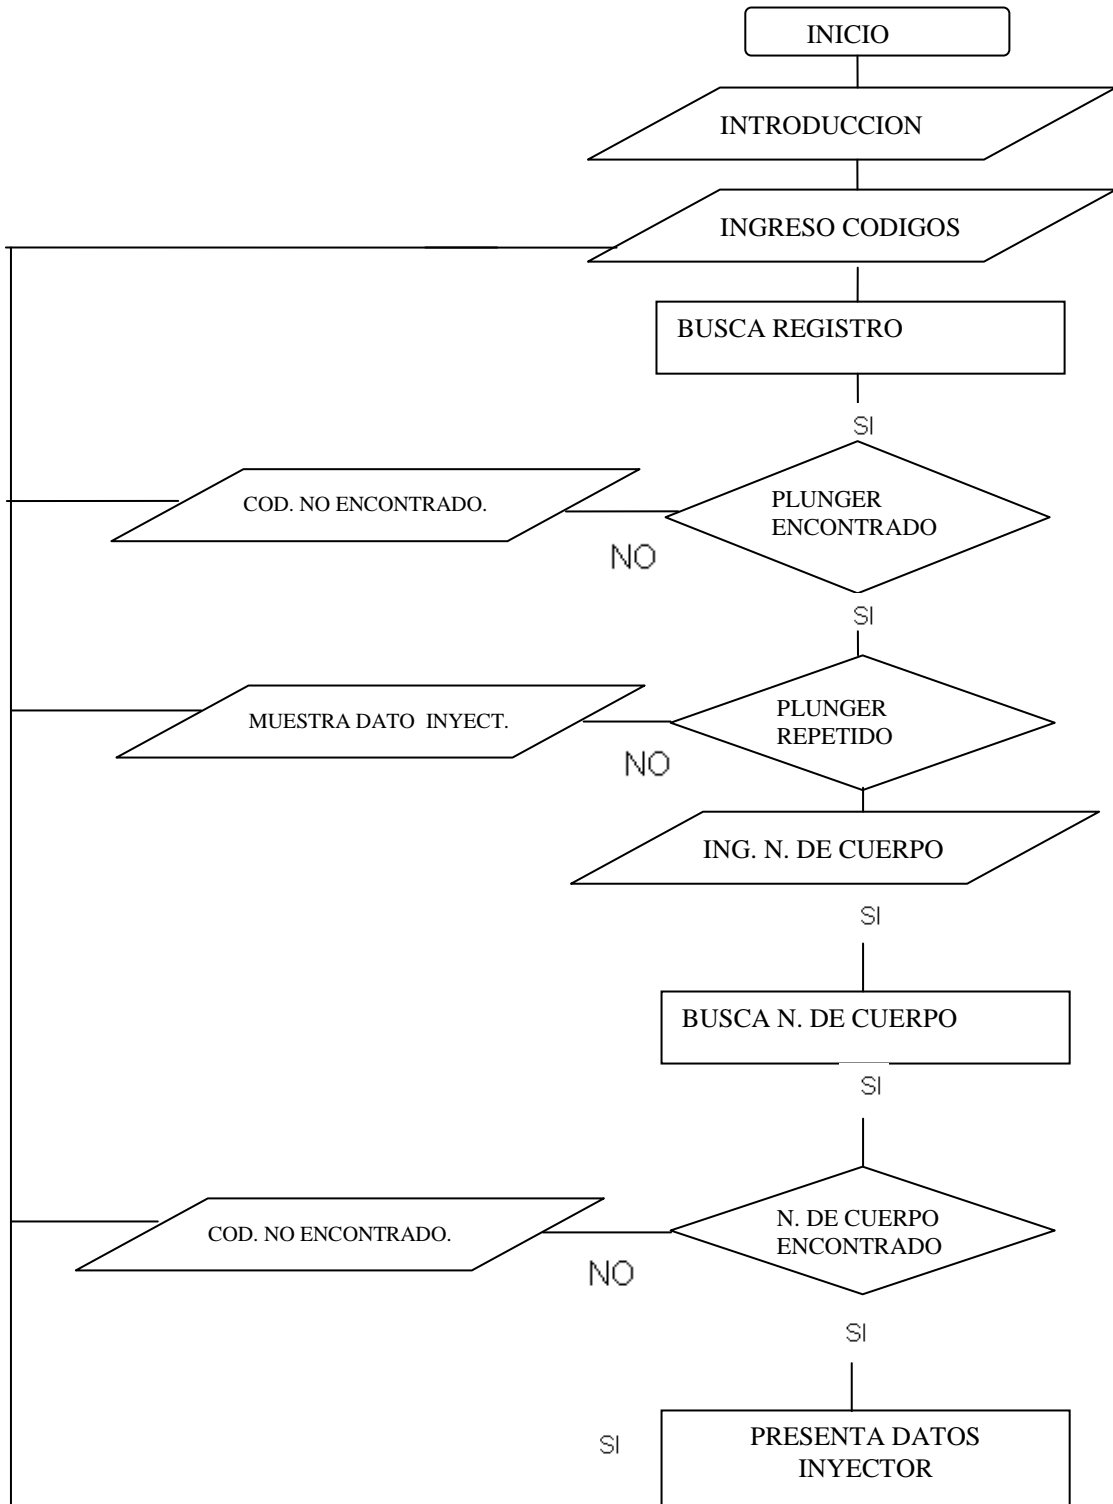 INICIO
INTRODUCCION
INGRESO CODIGOS
BUSCA REGISTRO
SI
COD. NO ENCONTRADO.
NO
PLUNGER
ENCONTRADO
SI
MUESTRA DATO INYECT.
NO
PLUNGER
REPETIDO
ING. N. DE CUERPO
SI
BUSCA N. DE CUERPO
SI
COD. NO ENCONTRADO.
NO
N. DE CUERPO
ENCONTRADO
SI
SI
PRESENTA DATOS
INYECTOR